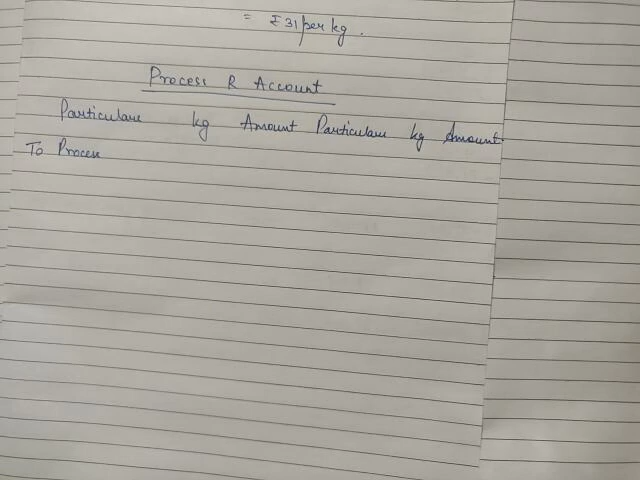 = ₹31 per kg.
Process R Account
Particulars kg Amount Particulars kg Amount
To Process